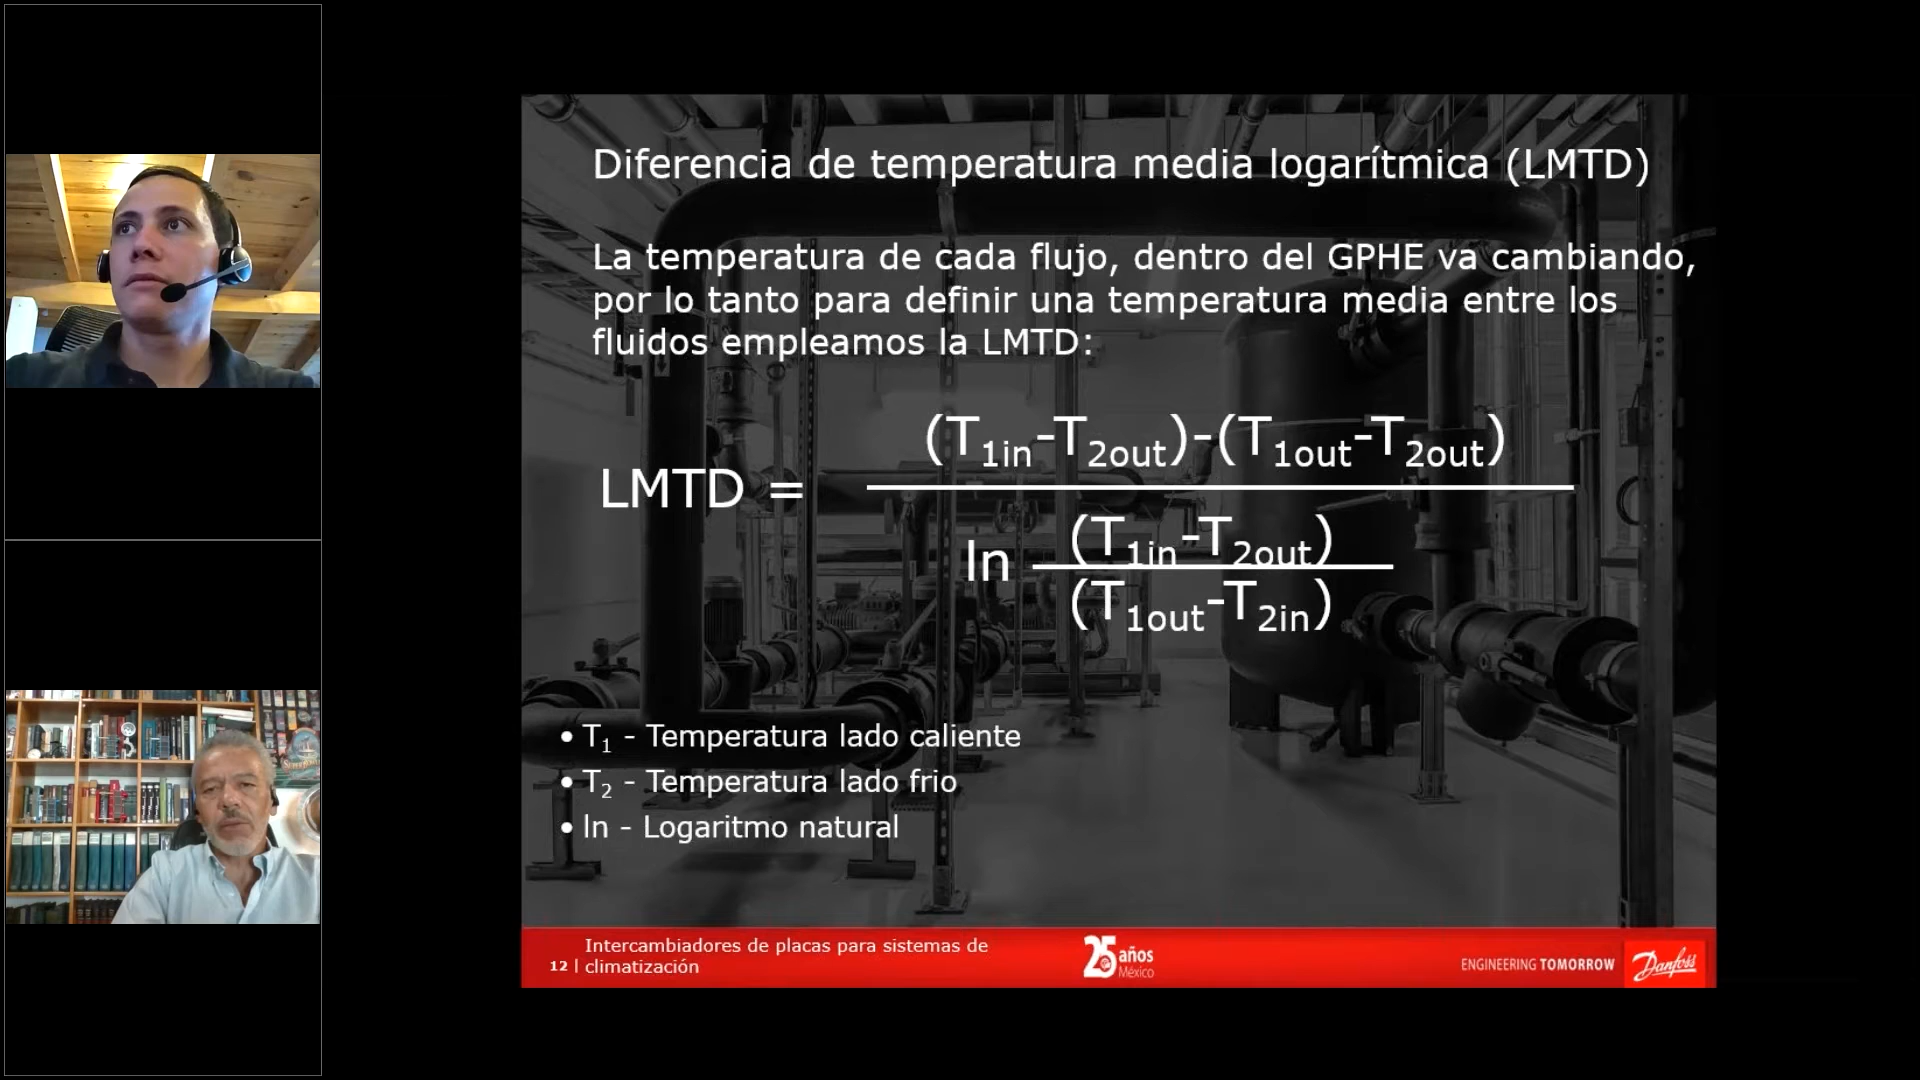 Diferencia de temperatura media logarítmica (LMTD)
La temperatura de cada flujo, dentro del GPHE va cambiando,
por lo tanto para definir una temperatura media entre los
fluidos empleamos la LMTD:
(T1in-T2out)-(T1out-T2out)
LMTD =
(T1in-T2out)
ln
(T1out-T2in)
• T1 - Temperatura lado caliente
• T2 - Temperatura lado frio
• ln - Logaritmo natural
Intercambiadores de placas para sistemas de
12 | climatización
25 años
México
ENGINEERING TOMORROW
Danfoss